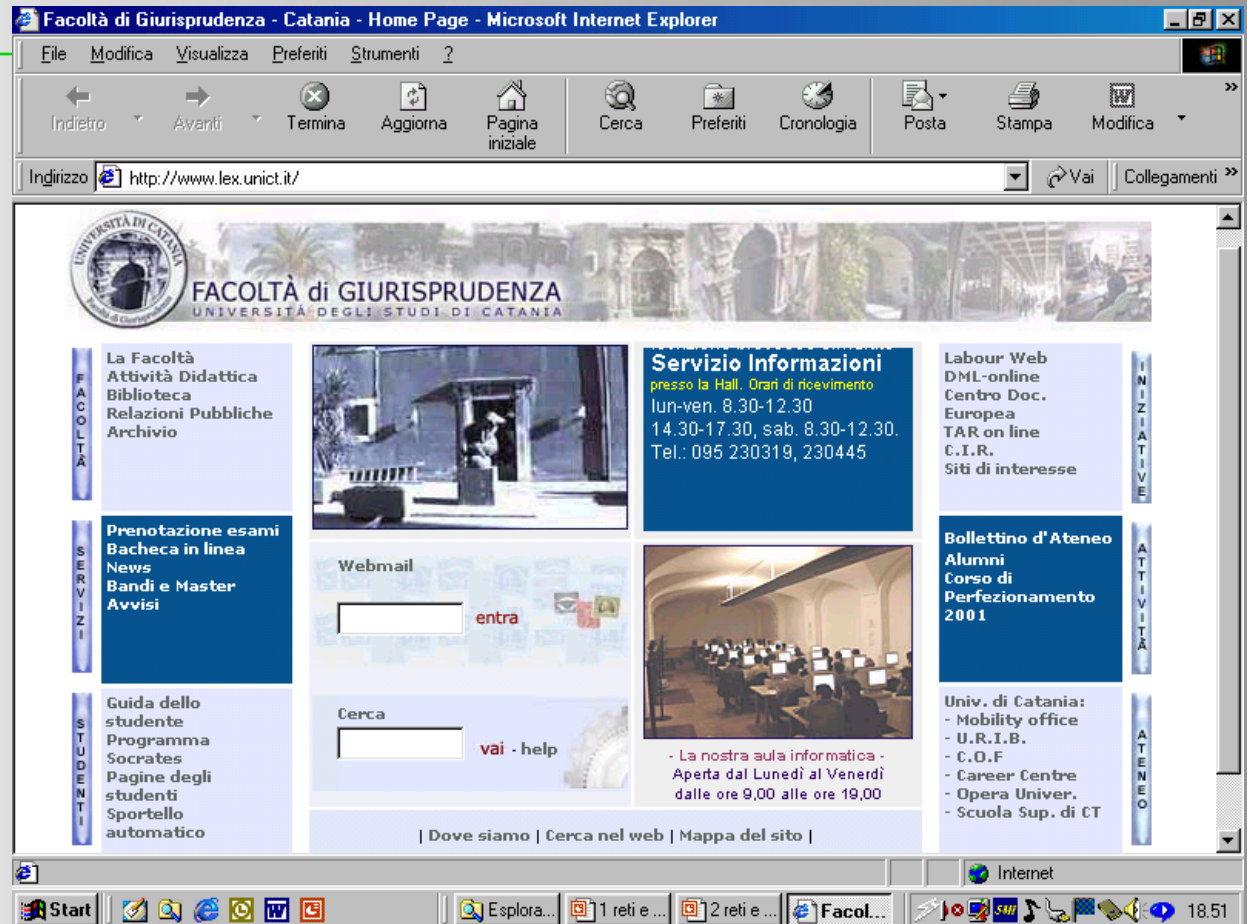 Facoltà di Giurisprudenza - Catania - Home Page - Microsoft Internet Explorer
File Modifica Visualizza Preferiti Strumenti ?
Indietro Avanti Termina Aggiorna Pagina iniziale Cerca Preferiti Cronologia Posta Stampa Modifica »
Indirizzo http://www.lex.unict.it/ Vai Collegamenti »
UNIVERSITÀ DI CATANIA
FACOLTÀ di GIURISPRUDENZA
UNIVERSITÀ DEGLI STUDI DI CATANIA
FACOLTÀ
La Facoltà
Attività Didattica
Biblioteca
Relazioni Pubbliche
Archivio
SERVIZI
Prenotazione esami
Bacheca in linea
News
Bandi e Master
Avvisi
STUDENTI
Guida dello
studente
Programma
Socrates
Pagine degli
studenti
Sportello
automatico
Servizio Informazioni
presso la Hall. Orari di ricevimento
lun-ven. 8.30-12.30
14.30-17.30, sab. 8.30-12.30.
Tel.: 095 230319, 230445
Webmail
entra
Cerca
vai - help
- La nostra aula informatica -
Aperta dal Lunedì al Venerdì
dalle ore 9,00 alle ore 19,00
| Dove siamo | Cerca nel web | Mappa del sito |
Labour Web
DML-online
Centro Doc.
Europea
TAR on line
C.I.R.
Siti di interesse
INIZIATIVE
Bollettino d'Ateneo
Alumni
Corso di
Perfezionamento
2001
ATTIVITÀ
Univ. di Catania:
- Mobility office
- U.R.I.B.
- C.O.F
- Career Centre
- Opera Univer.
- Scuola Sup. di CT
ATENEO
Internet
Start Esplora... 1 reti e ... 2 reti e ... Facol... 18.51